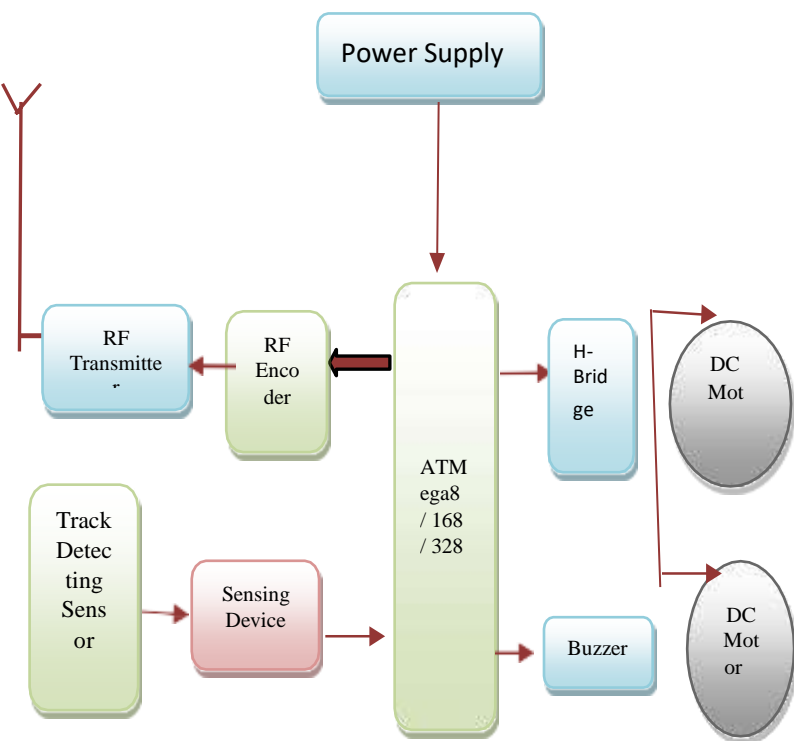 Power Supply
RF
Transmitte
r
RF
Enco
der
H-
Brid
ge
DC
Mot
ATM
ega8
/ 168
/ 328
Track
Detec
ting
Sens
or
Sensing
Device
Buzzer
DC
Mot
or